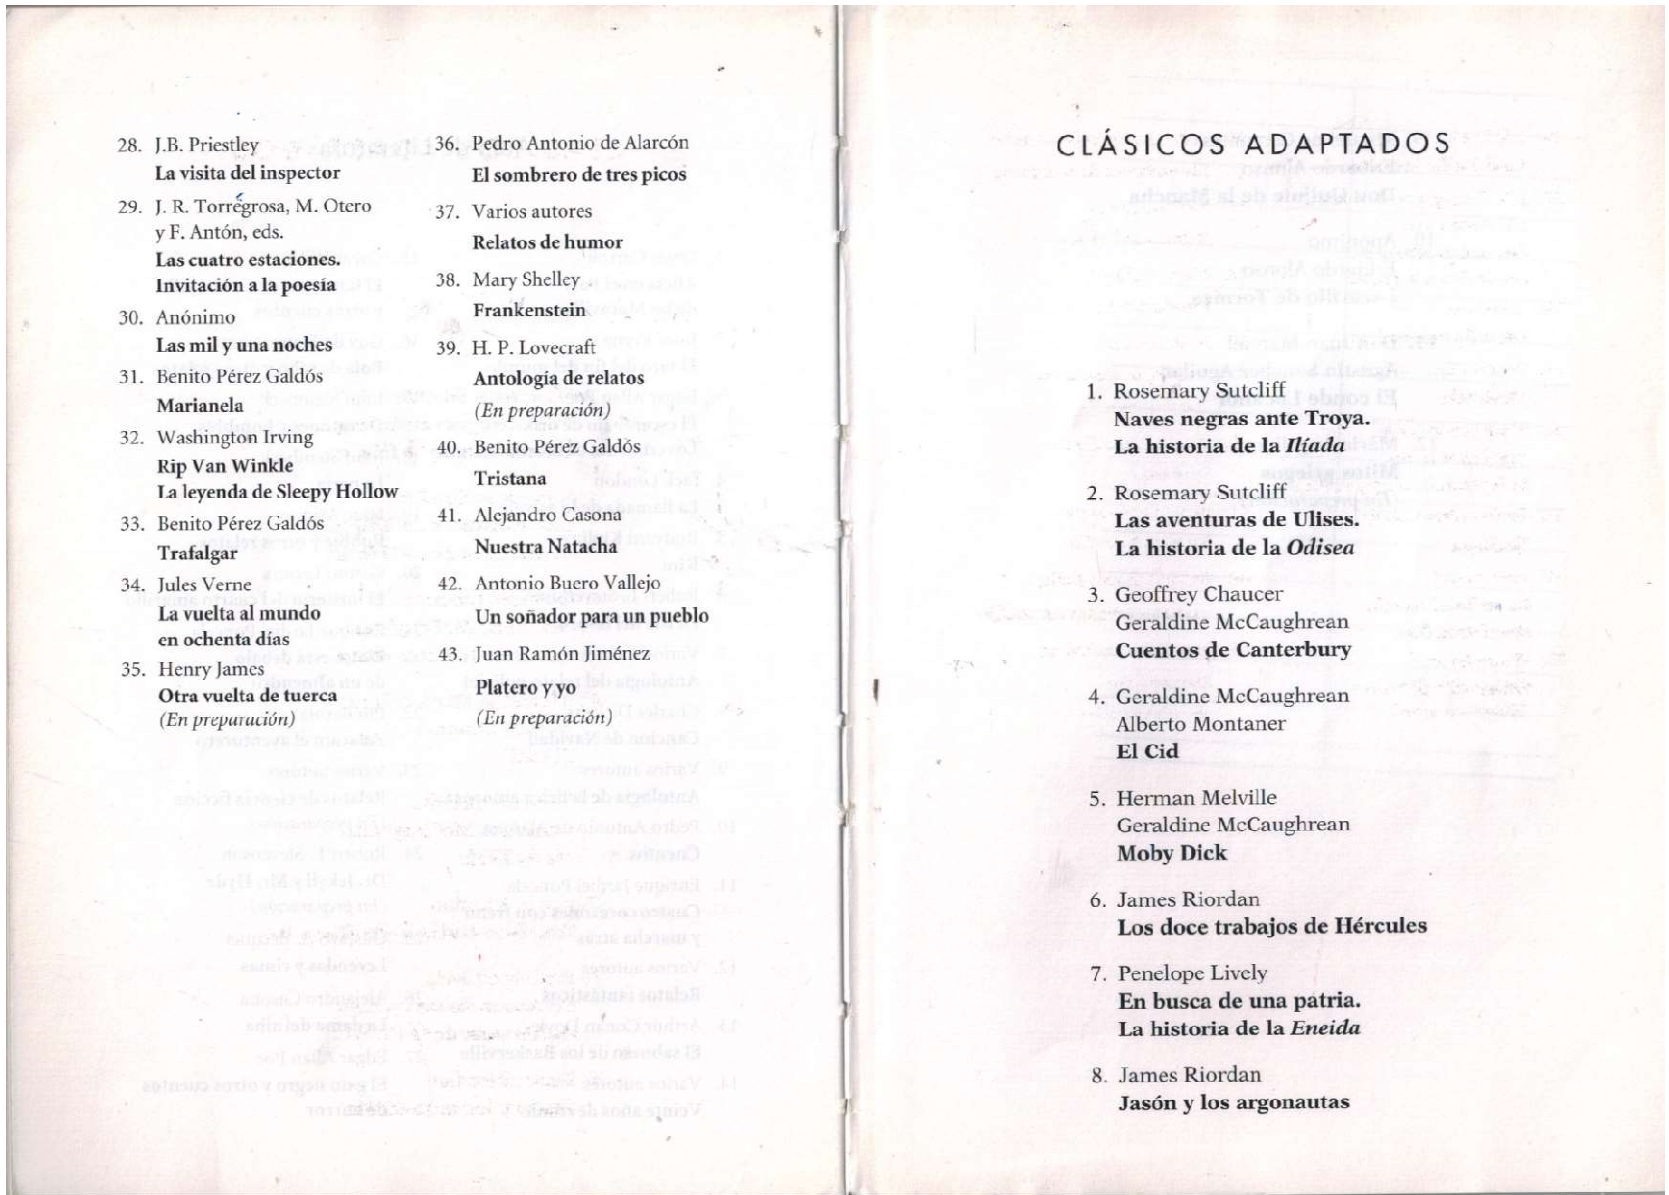 28. J.B. Priestley
La visita del inspector
29. J. R. Torregrosa, M. Otero
y F. Antón, eds.
Las cuatro estaciones.
Invitación a la poesía
30. Anónimo
Las mil y una noches
31. Benito Pérez Galdós
Marianela
32. Washington Irving
Rip Van Winkle
La leyenda de Sleepy Hollow
33. Benito Pérez Galdós
Trafalgar
34. Jules Verne
La vuelta al mundo
en ochenta días
35. Henry James
Otra vuelta de tuerca
(En preparación)
36. Pedro Antonio de Alarcón
El sombrero de tres picos
37. Varios autores
Relatos de humor
38. Mary Shelley
Frankenstein
39. H. P. Lovecraft
Antología de relatos
(En preparación)
40. Benito Pérez Galdós
Tristana
41. Alejandro Casona
Nuestra Natacha
42. Antonio Buero Vallejo
Un soñador para un pueblo
43. Juan Ramón Jiménez
Platero y yo
(En preparación)
CLÁSICOS ADAPTADOS
1. Rosemary Sutcliff
Naves negras ante Troya.
La historia de la Ilíada
2. Rosemary Sutcliff
Las aventuras de Ulises.
La historia de la Odisea
3. Geoffrey Chaucer
Geraldine McCaughrean
Cuentos de Canterbury
4. Geraldine McCaughrean
Alberto Montaner
El Cid
5. Herman Melville
Geraldine McCaughrean
Moby Dick
6. James Riordan
Los doce trabajos de Hércules
7. Penelope Lively
En busca de una patria.
La historia de la Eneida
8. James Riordan
Jasón y los argonautas